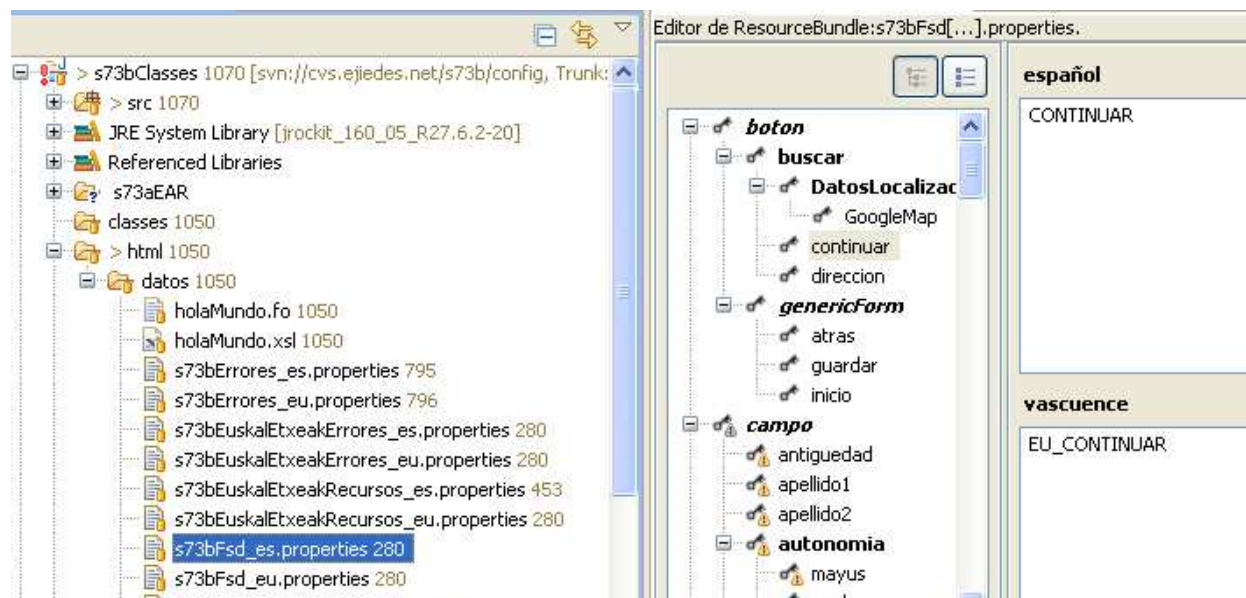 > s73bClasses 1070 [svn://cvs.ejiedes.net/s73b/config, Trunk:
> src 1070
JRE System Library [jrockit_160_05_R27.6.2-20]
Referenced Libraries
s73aEAR
classes 1050
> html 1050
datos 1050
holaMundo.fo 1050
holaMundo.xsl 1050
s73bErrores_es.properties 795
s73bErrores_eu.properties 796
s73bEuskalEtxeakErrores_es.properties 280
s73bEuskalEtxeakErrores_eu.properties 280
s73bEuskalEtxeakRecursos_es.properties 453
s73bEuskalEtxeakRecursos_eu.properties 280
s73bFsd_es.properties 280
s73bFsd_eu.properties 280
Editor de ResourceBundle:s73bFsd[...].properties.
boton
buscar
DatosLocalizac
GoogleMap
continuar
direccion
genericForm
atras
guardar
inicio
campo
antiguedad
apellido1
apellido2
autonomia
mayus
español
CONTINUAR
vascuence
EU_CONTINUAR